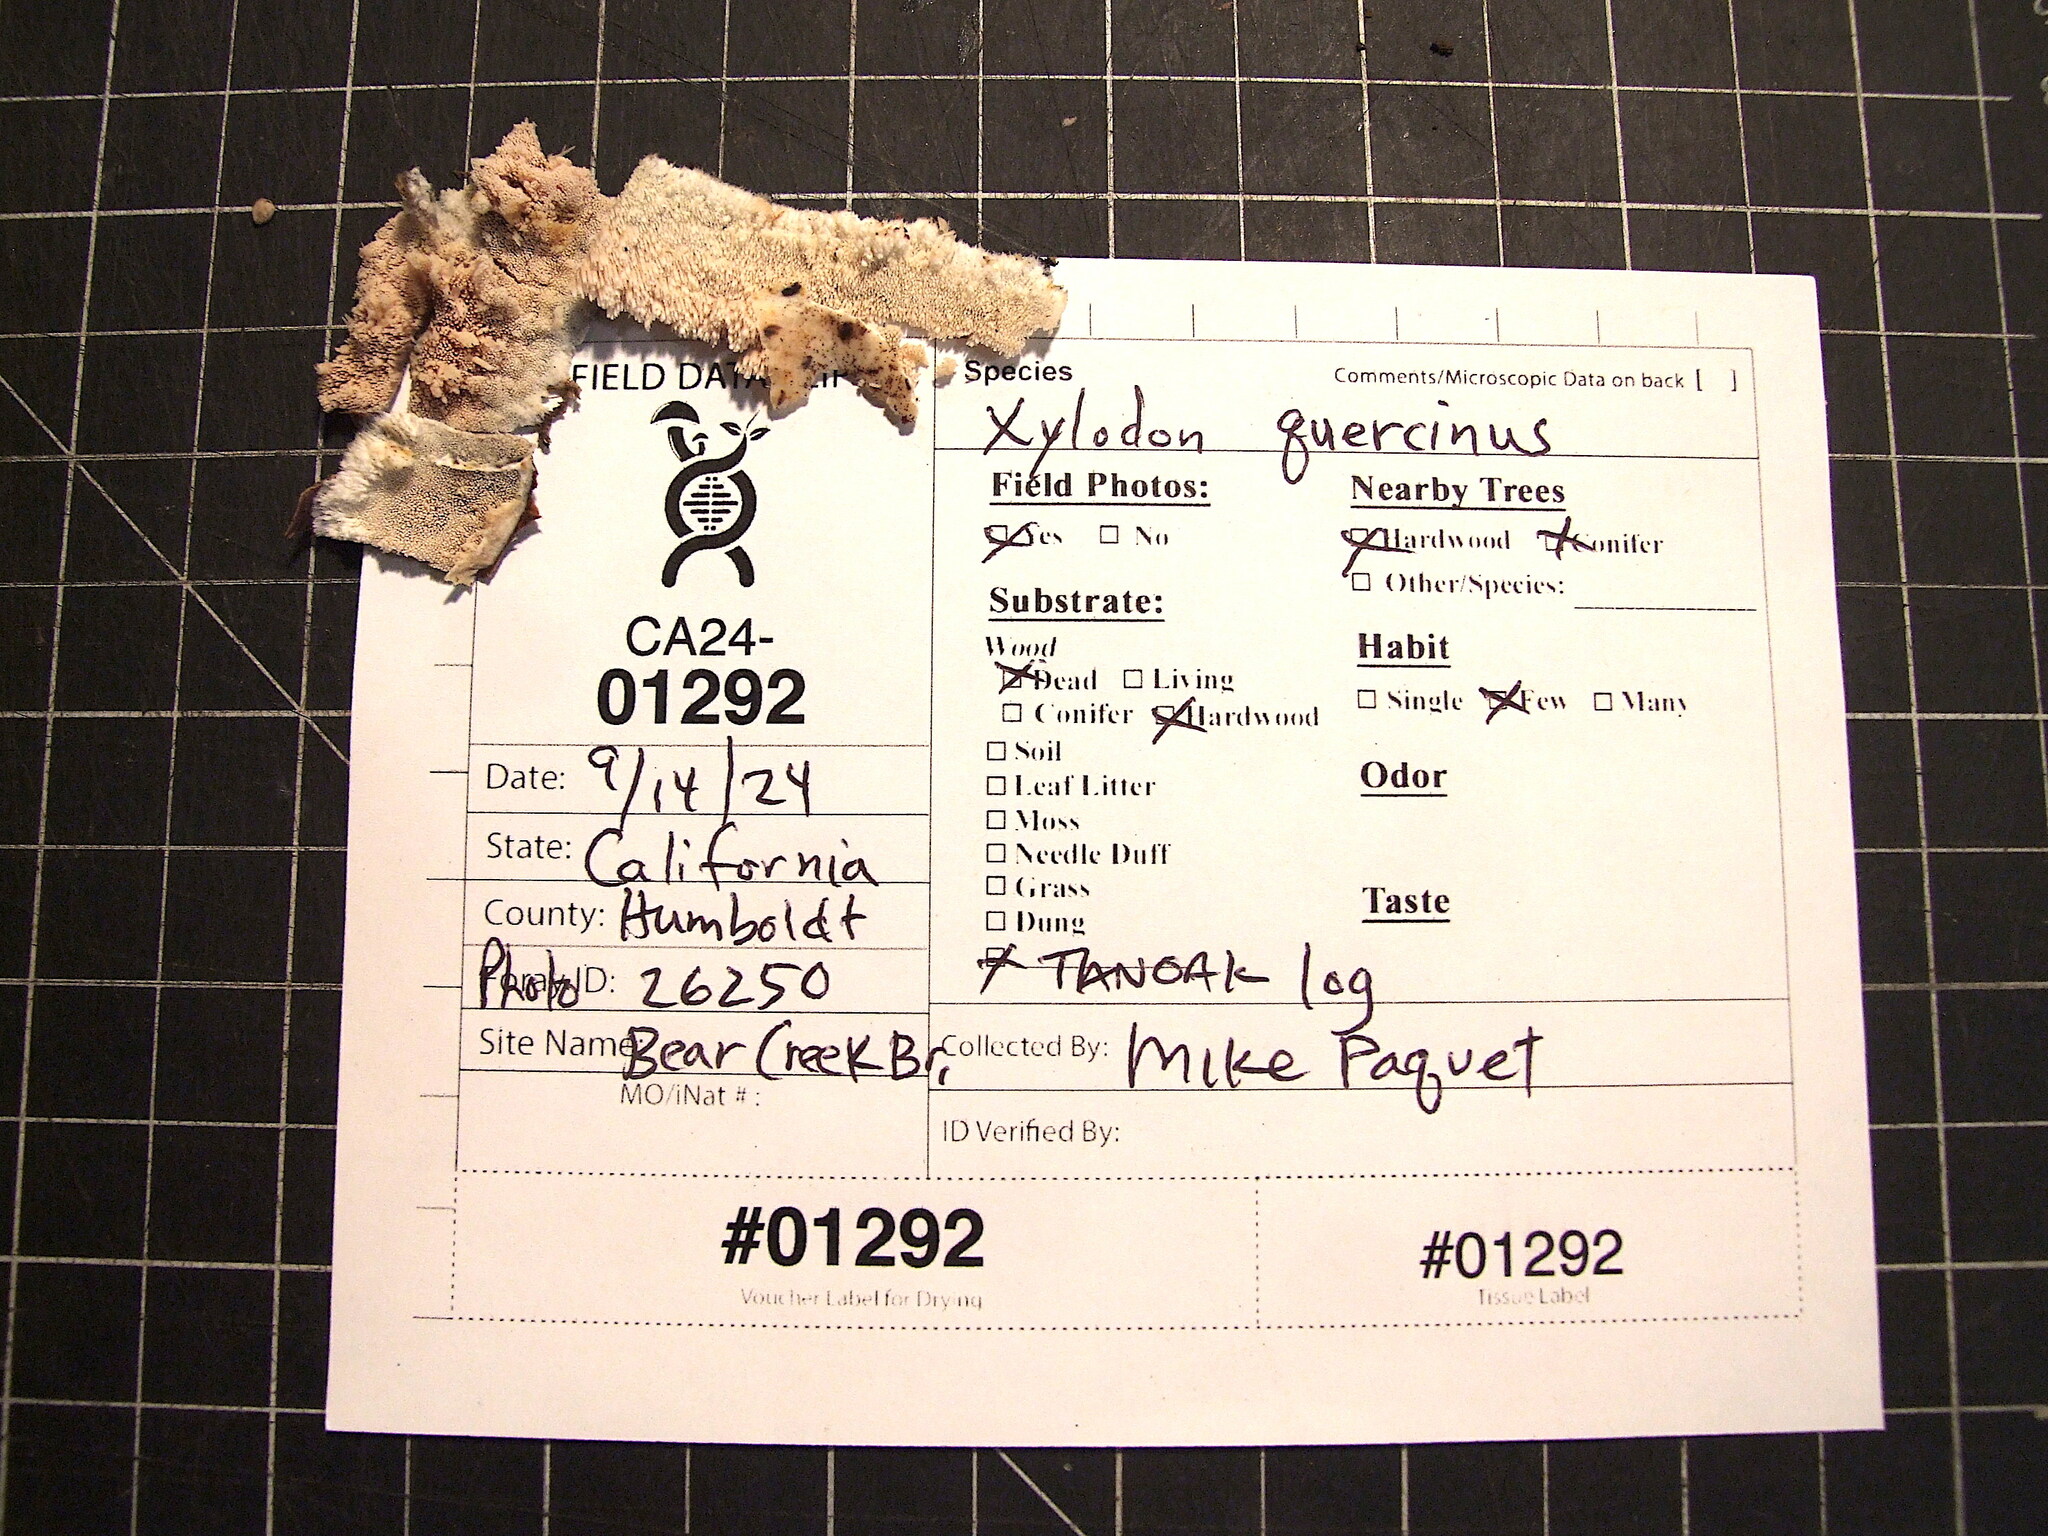 FIELD DATA
CA24-
01292
Date: 9/14/24
State: California
County: Humboldt
Photo ID: 26250
Site Name: Bear Creek Br.
MO/iNat # :
Species
Comments/Microscopic Data on back [ ]
Xylodon quercinus
Field Photos:
Yes No
Substrate:
Wood
Dead Living
Conifer Hardwood
Soil
Leaf Litter
Moss
Needle Duff
Grass
Dung
TANOAK log
Nearby Trees
Hardwood Conifer
Other/Species:
Habit
Single Few Many
Odor
Taste
Collected By: Mike Paquet
ID Verified By:
#01292
Voucher Label for Drying
#01292
Tissue Label